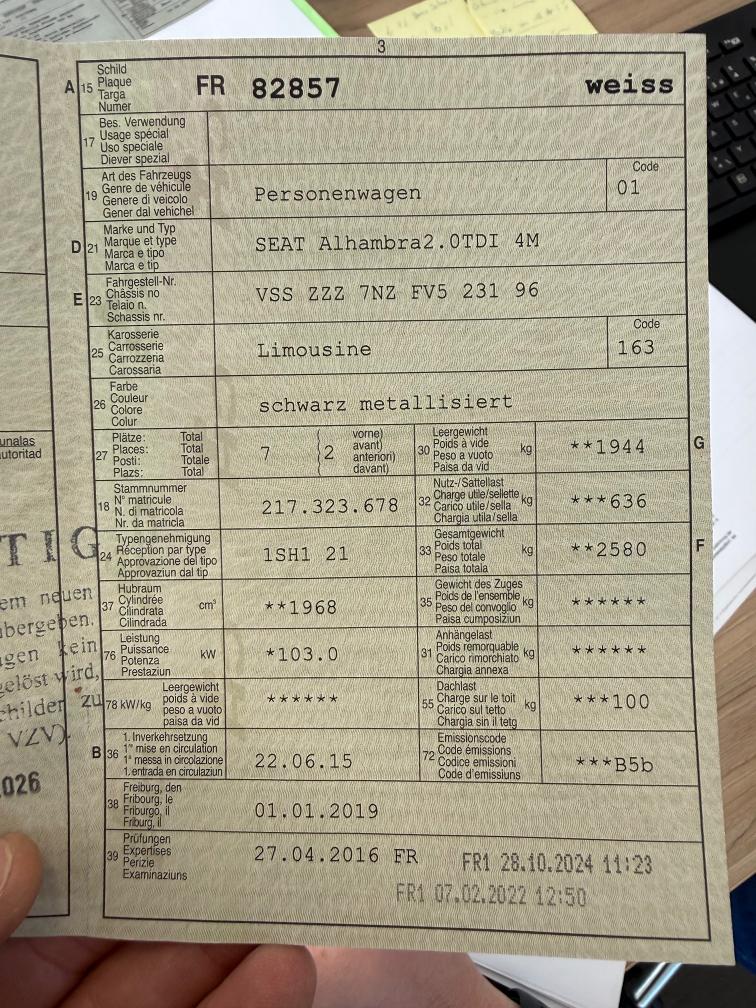 3
A 15 Schild
Plaque
Targa
Numer
FR 82857 weiss
17 Bes. Verwendung
Usage spécial
Uso speciale
Diever spezial
19 Art des Fahrzeugs
Genre de véhicule
Genere di veicolo
Gener dal vehichel
Personenwagen
Code
01
D 21 Marke und Typ
Marque et type
Marca e tipo
Marca e tip
SEAT Alhambra2.0TDI 4M
E 23 Fahrgestell-Nr.
Châssis no
Telaio n.
Schassis nr.
VSS ZZZ 7NZ FV5 231 96
25 Karosserie
Carrosserie
Carrozzeria
Carossaria
Limousine
Code
163
26 Farbe
Couleur
Colore
Colur
schwarz metallisiert
27 Plätze: Total
Places: Total
Posti: Totale
Plazs: Total
7
2
vorne)
avant)
anteriori)
davant)
30 Leergewicht
Poids à vide
Peso a vuoto
Paisa da vid
kg
**1944
G
18 Stammnummer
N° matricule
N. di matricola
Nr. da matricla
217.323.678
32 Nutz-/Sattellast
Charge utile/sellette
Carico utile/sella
Chargia utila/sella
kg
***636
24 Typengenehmigung
Réception par type
Approvazione del tipo
Approvaziun dal tip
1SH1 21
33 Gesamtgewicht
Poids total
Peso totale
Paisa totala
kg
**2580
F
37 Hubraum
Cylindrée
Cilindrata
Cilindrada
cm³
**1968
35 Gewicht des Zuges
Poids de l'ensemble
Peso del convoglio
Paisa cumposiziun
kg
******
76 Leistung
Puissance
Potenza
Prestaziun
kW
*103.0
31 Anhängelast
Poids remorquable
Carico rimorchiato
Chargia annexa
kg
******
78 kW/kg
Leergewicht
poids à vide
peso a vuoto
paisa da vid
******
55 Dachlast
Charge sur le toit
Carico sul tetto
Chargia sin il tetg
kg
***100
B 36 1. Inverkehrsetzung
1re mise en circulation
1a messa in circolazione
1. entrada en circulaziun
22.06.15
72 Emissionscode
Code émissions
Codice emissioni
Code d'emissiuns
***B5b
38 Freiburg, den
Fribourg, le
Friburgo, il
Friburg, il
01.01.2019
39 Prüfungen
Expertises
Perizie
Examinaziuns
27.04.2016 FR
FR1 28.10.2024 11:23
FR1 07.02.2022 12:50
unalas
utoritad
TIG
em neuen
übergeben.
gen kein
gelöst wird,
childer zu
VZV).
026